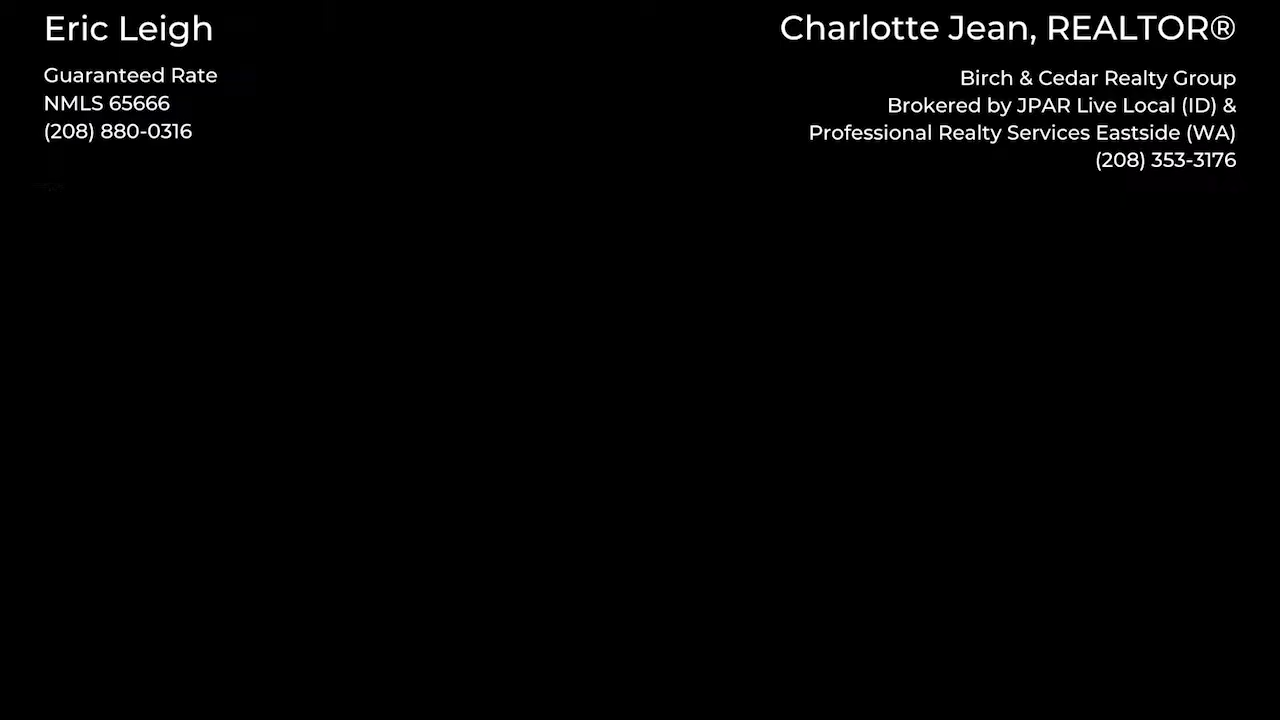 Eric Leigh
Guaranteed Rate
NMLS 65666
(208) 880-0316
Charlotte Jean, REALTOR®
Birch & Cedar Realty Group
Brokered by JPAR Live Local (ID) &
Professional Realty Services Eastside (WA)
(208) 353-3176